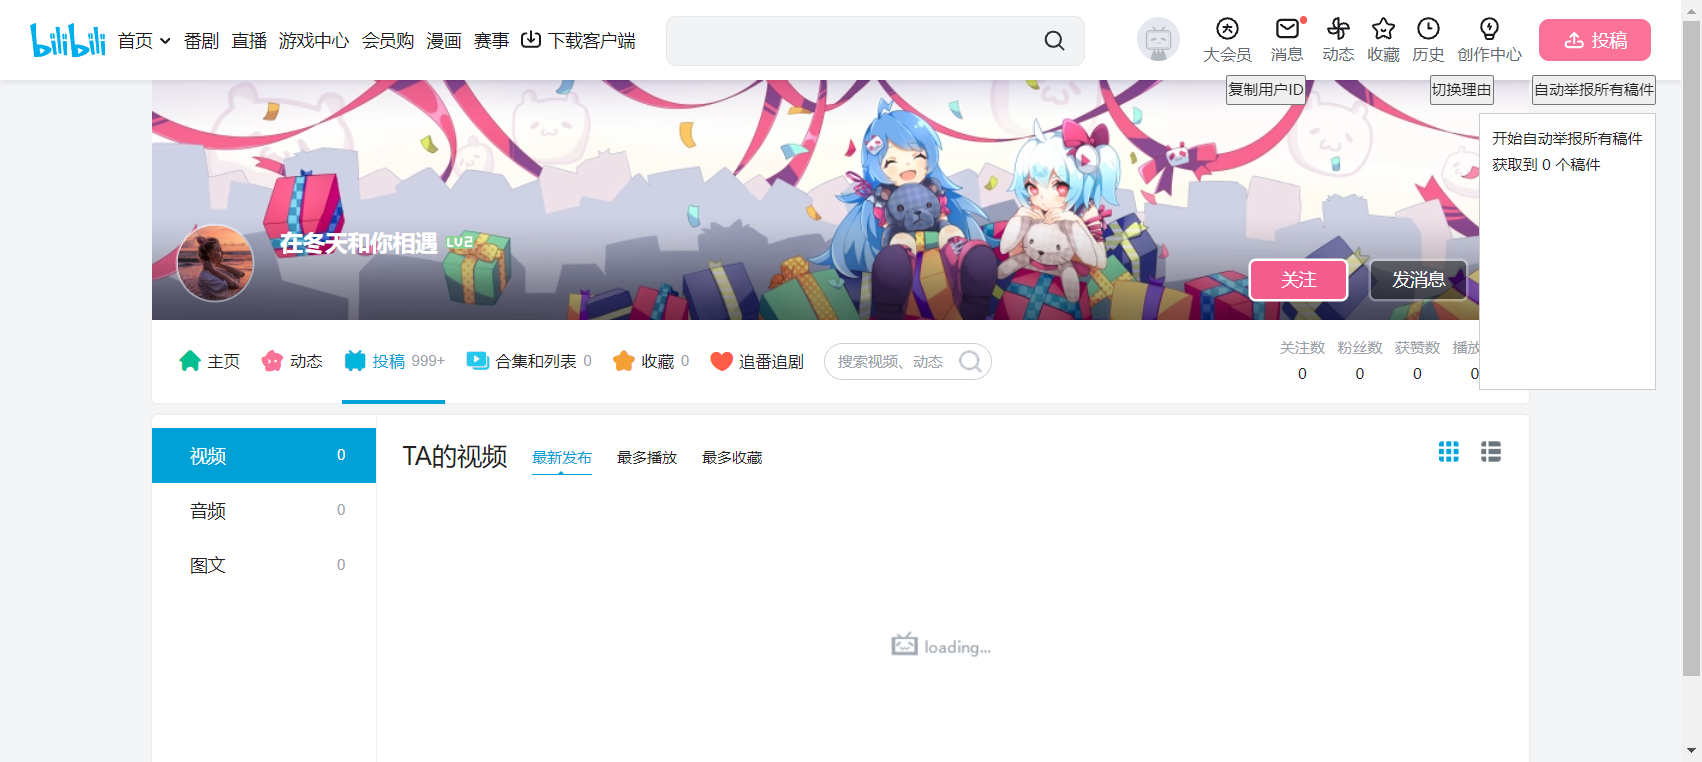 bilibili 首页 番剧 直播 游戏中心 会员购 漫画 赛事 下载客户端
大会员 消息 动态 收藏 历史 创作中心 投稿
复制用户ID 切换理由 自动举报所有稿件
开始自动举报所有稿件
获取到 0 个稿件
在冬天和你相遇 LV2
关注 发消息
主页 动态 投稿 999+ 合集和列表 0 收藏 0 追番追剧 搜索视频、动态
关注数 粉丝数 获赞数 播放
0 0 0 0
视频 0
音频 0
图文 0
TA的视频 最新发布 最多播放 最多收藏
loading...